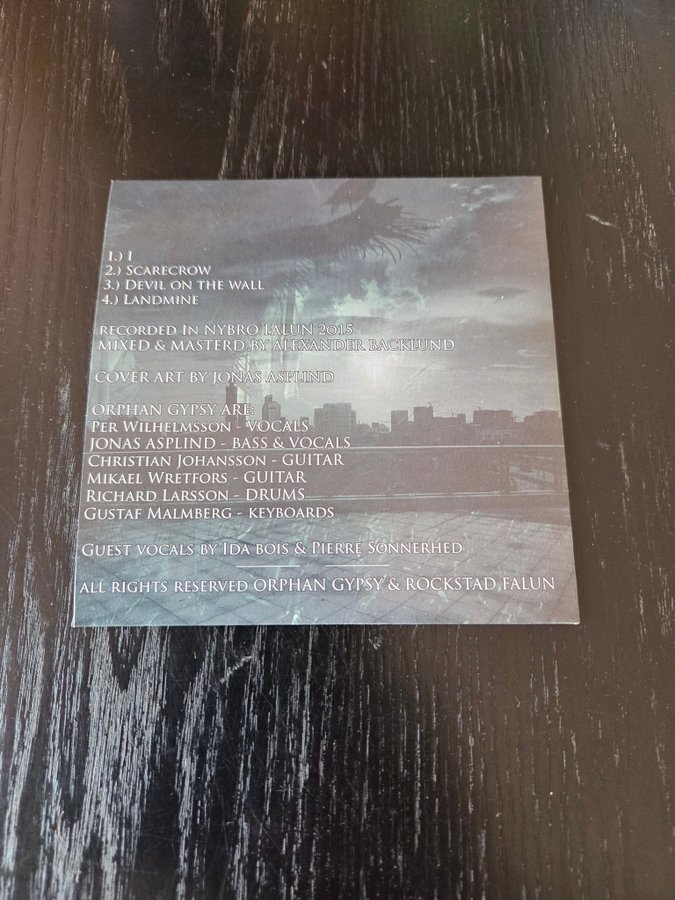 1.) I
2.) Scarecrow
3.) Devil on the wall
4.) Landmine
recorded In NYBRO FALUN 2015
MIXED & MASTERD BY ALEXANDER BACKLUND
COVER ART BY JONAS ASPLIND
ORPHAN GYPSY ARE:
Per Wilhelmsson - VOCALS
JONAS ASPLIND - BASS & VOCALS
Christian Johansson - GUITAR
Mikael Wretfors - GUITAR
Richard Larsson - DRUMS
Gustaf Malmberg - KEYBOARDS
Guest vocals by Ida bois & Pierre Sonnerhed
all rights reserved ORPHAN GYPSY & ROCKSTAD FALUN